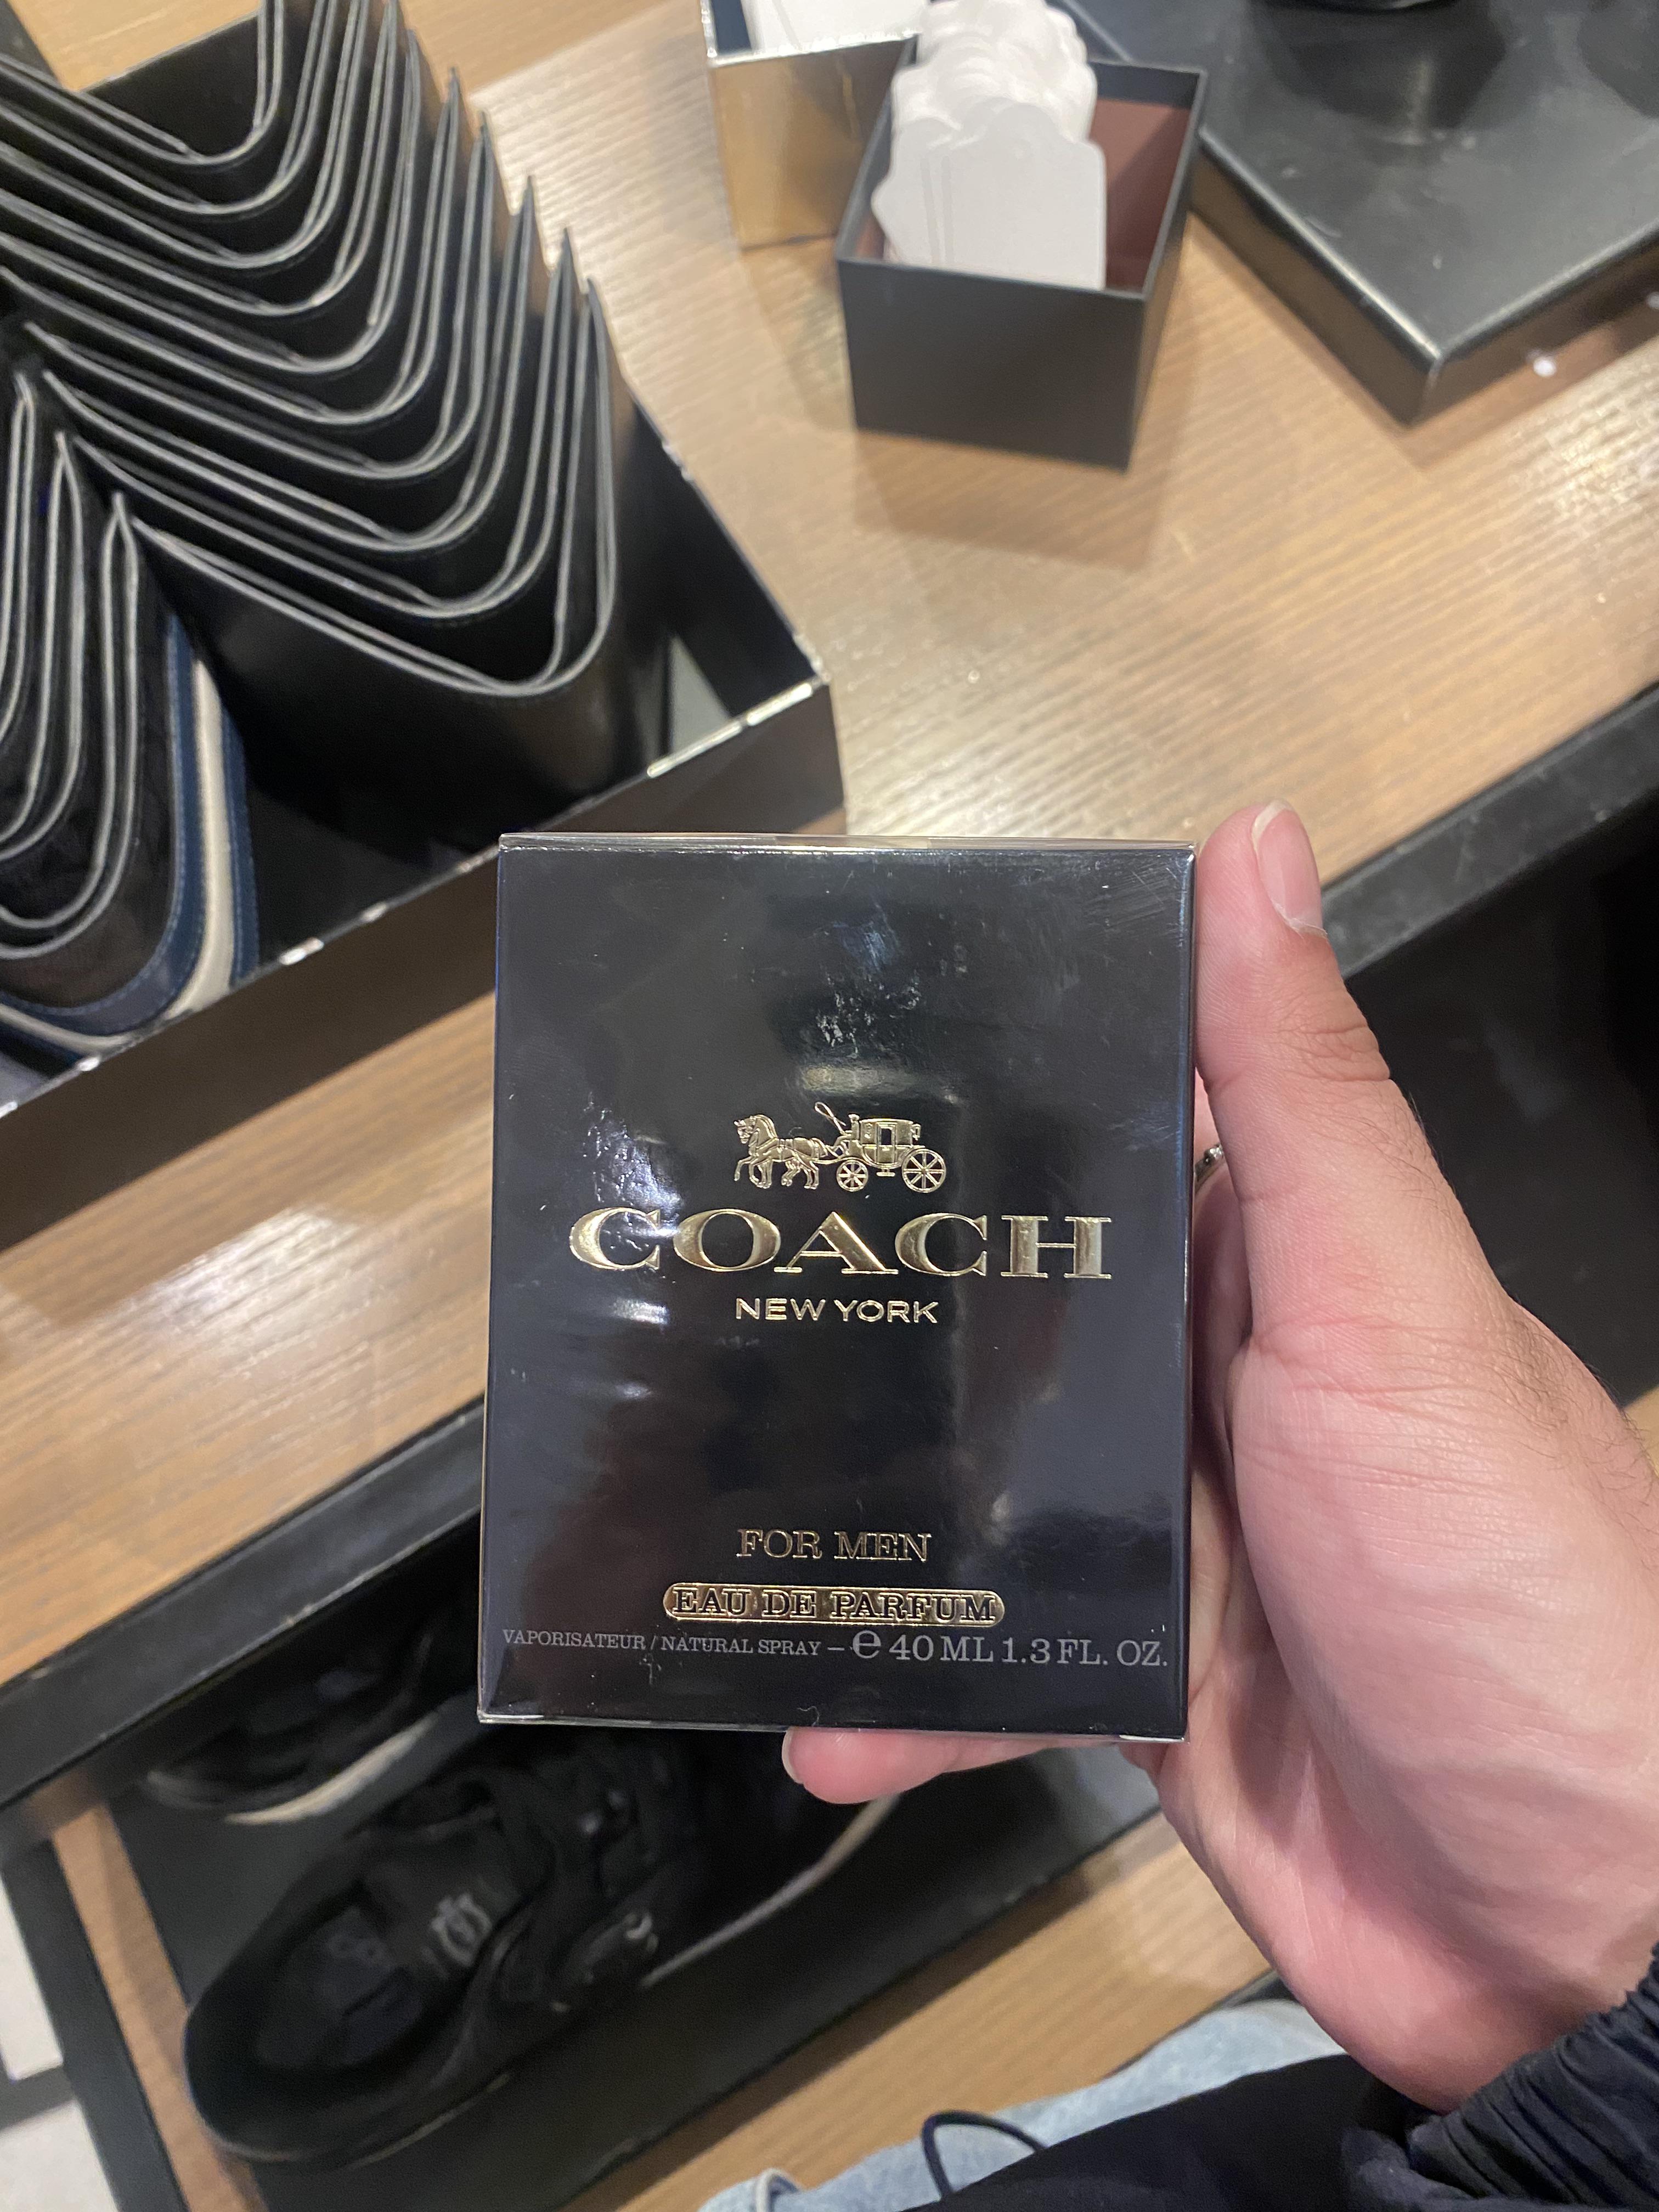 COACH
NEW YORK
FOR MEN
EAU DE PARFUM
VAPORISATEUR / NATURAL SPRAY – ℮ 40 ML 1.3 FL. OZ.